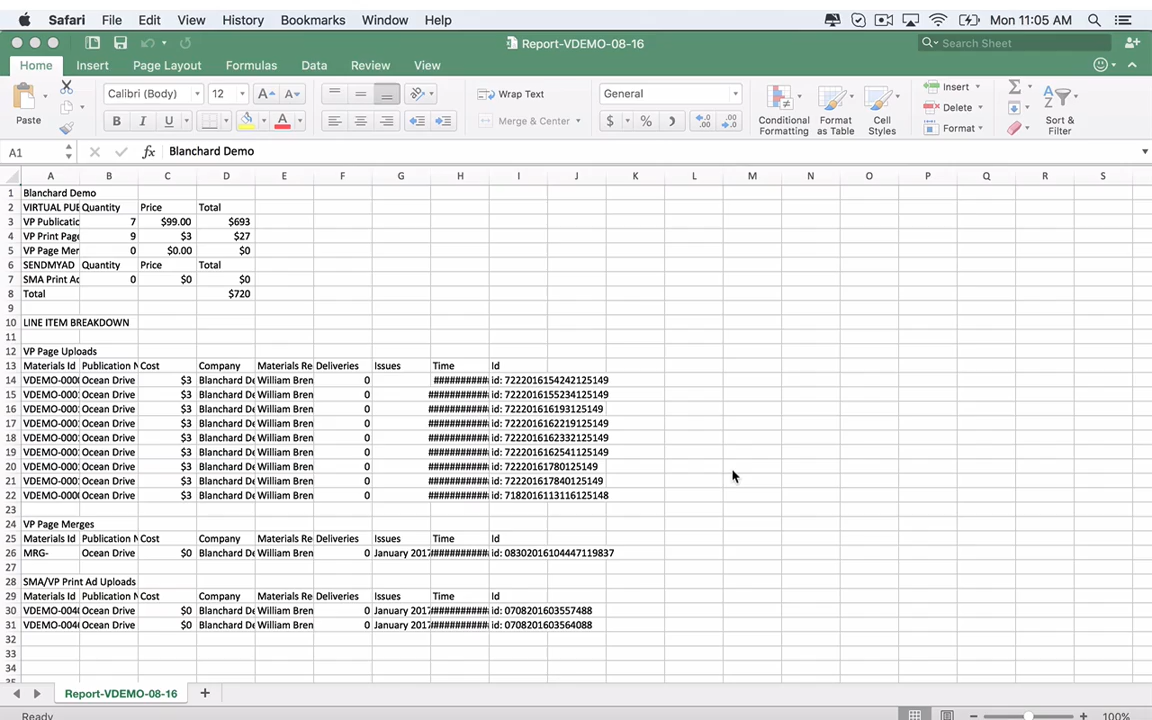 Safari File Edit View History Bookmarks Window Help Mon 11:05 AM
Report-VDEMO-08-16 Search Sheet
Home Insert Page Layout Formulas Data Review View
Calibri (Body) 12 A A Wrap Text General Insert
Paste B I U A Merge & Center $ % Conditional Formatting Format as Table Cell Styles Delete Format Sort & Filter
A1 fx Blanchard Demo
A B C D E F G H I J K L M N O P Q R S
1 Blanchard Demo
2 VIRTUAL PUE Quantity Price Total
3 VP Publicatic 7 $99.00 $693
4 VP Print Page 9 $3 $27
5 VP Page Mer 0 $0.00 $0
6 SENDMYAD Quantity Price Total
7 SMA Print Ac 0 $0 $0
8 Total $720
9
10 LINE ITEM BREAKDOWN
11
12 VP Page Uploads
13 Materials Id Publication N Cost Company Materials Re Deliveries Issues Time Id
14 VDEMO-000 Ocean Drive $3 Blanchard De William Bren 0 ########## id: 7222016154242125149
15 VDEMO-000 Ocean Drive $3 Blanchard De William Bren 0 ########### id: 7222016155234125149
16 VDEMO-000 Ocean Drive $3 Blanchard De William Bren 0 ########### id: 722201616193125149
17 VDEMO-000 Ocean Drive $3 Blanchard De William Bren 0 ########### id: 7222016162219125149
18 VDEMO-000 Ocean Drive $3 Blanchard De William Bren 0 ########### id: 7222016162332125149
19 VDEMO-000 Ocean Drive $3 Blanchard De William Bren 0 ########### id: 7222016162541125149
20 VDEMO-000 Ocean Drive $3 Blanchard De William Bren 0 ########### id: 72220161780125149
21 VDEMO-000 Ocean Drive $3 Blanchard De William Bren 0 ########### id: 722201617840125149
22 VDEMO-000 Ocean Drive $3 Blanchard De William Bren 0 ########### id: 7182016113116125148
23
24 VP Page Merges
25 Materials Id Publication N Cost Company Materials Re Deliveries Issues Time Id
26 MRG- Ocean Drive $0 Blanchard De William Bren 0 January 2017 ########### id: 08302016104447119837
27
28 SMA/VP Print Ad Uploads
29 Materials Id Publication N Cost Company Materials Re Deliveries Issues Time Id
30 VDEMO-004 Ocean Drive $0 Blanchard De William Bren 0 January 2017 ########### id: 0708201603557488
31 VDEMO-004 Ocean Drive $0 Blanchard De William Bren 0 January 2017 ########### id: 0708201603564088
32
33
34
Report-VDEMO-08-16 +
Ready 100%